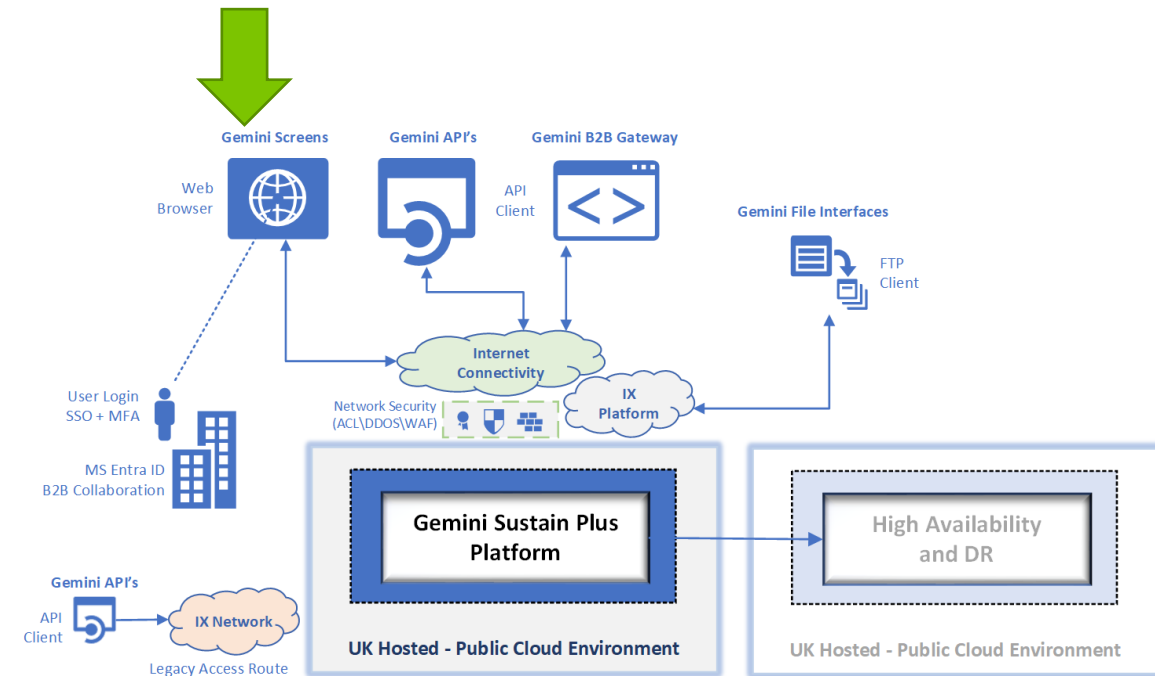 Gemini Screens
Gemini API's
Gemini B2B Gateway
Web
Browser
API
Client
Gemini File Interfaces
FTP
Client
Internet
Connectivity
IX
Platform
User Login
SSO + MFA
Network Security
(ACL\DDOS\WAF)
MS Entra ID
B2B Collaboration
Gemini Sustain Plus
Platform
High Availability
and DR
Gemini API's
API
Client
IX Network
Legacy Access Route
UK Hosted - Public Cloud Environment
UK Hosted - Public Cloud Environment